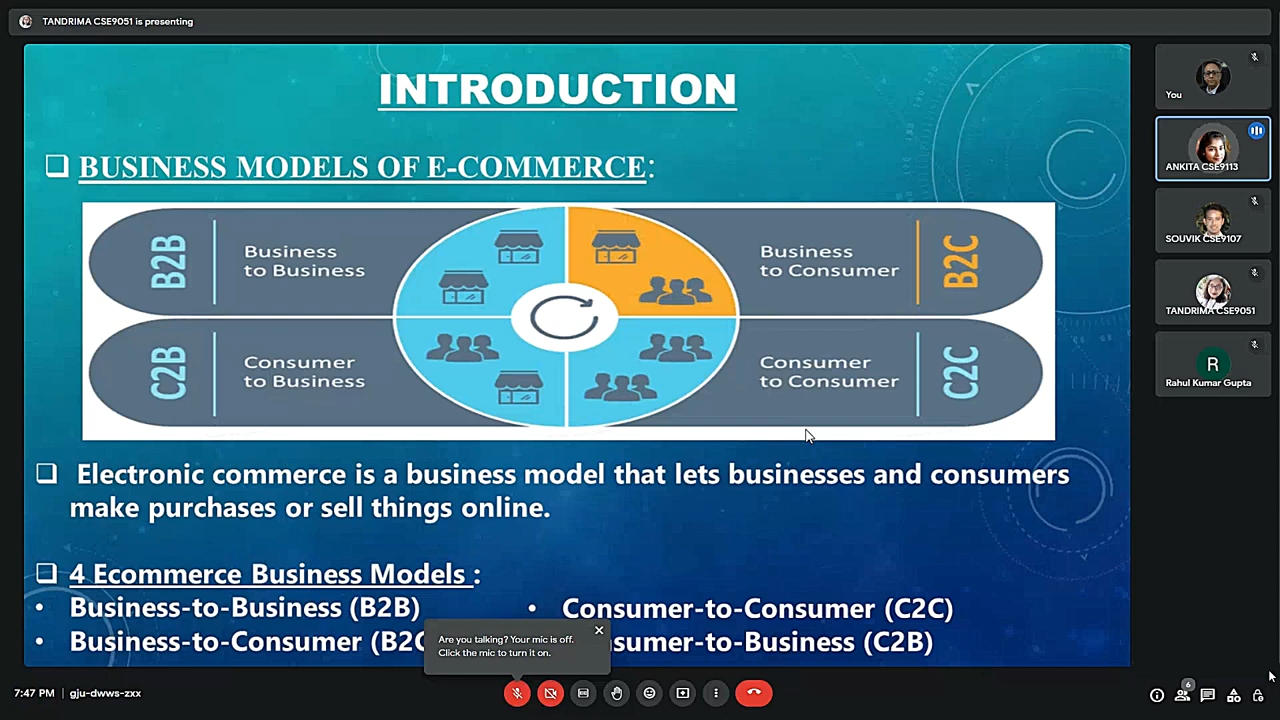 TANDRIMA CSE9051 is presenting
INTRODUCTION
BUSINESS MODELS OF E-COMMERCE:
B2B
Business
to Business
Business
to Consumer
B2C
C2B
Consumer
to Business
Consumer
to Consumer
C2C
Electronic commerce is a business model that lets businesses and consumers
make purchases or sell things online.
4 Ecommerce Business Models :
• Business-to-Business (B2B)
• Consumer-to-Consumer (C2C)
• Business-to-Consumer (B2C
sumer-to-Business (C2B)
Are you talking? Your mic is off.
Click the mic to turn it on.
You
ANKITA CSE9113
SOUVIK CSE9107
TANDRIMA CSE9051
R
Rahul Kumar Gupta
7:47 PM | gju-dwws-zxx
6